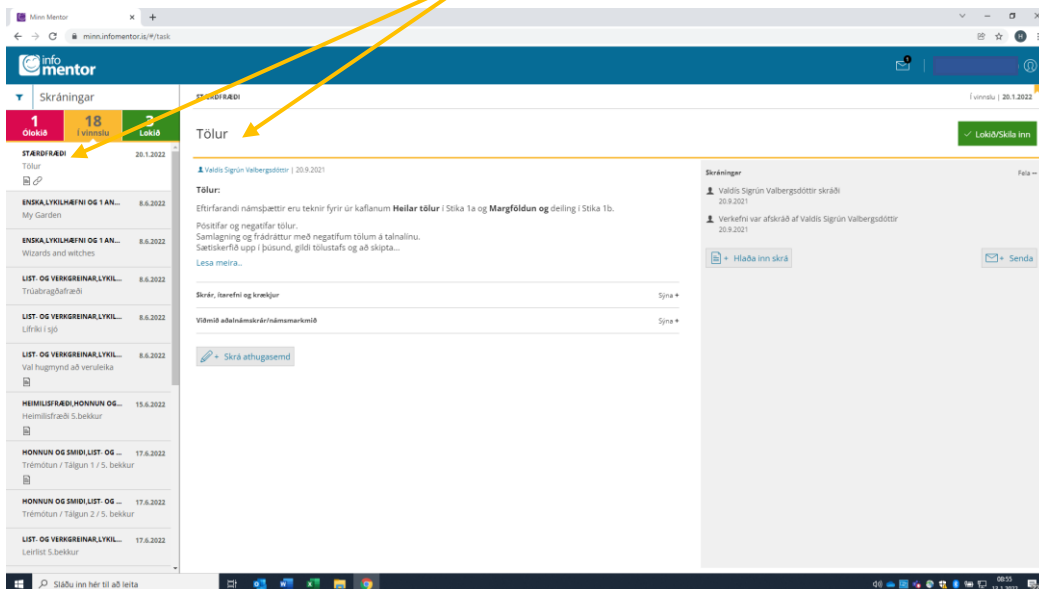 Minn Mentor
minn.infomentor.is/#/task
info
mentor
Skráningar
STÆRÐFRÆÐI
Í vinnslu | 20.1.2022
1
Ólokið
18
Í vinnslu
3
Lokið
Tölur
Lokið/Skila inn
STÆRÐFRÆÐI 20.1.2022
Tölur
ENSKA,LYKILHÆFNI OG 1 AN... 8.6.2022
My Garden
ENSKA,LYKILHÆFNI OG 1 AN... 8.6.2022
Wizards and witches
LIST- OG VERKGREINAR,LYKIL... 8.6.2022
Trúabragðafræði
LIST- OG VERKGREINAR,LYKIL... 8.6.2022
Lífríki í sjó
LIST- OG VERKGREINAR,LYKIL... 8.6.2022
Val hugmynd að veruleika
HEIMILISFRÆÐI,HÖNNUN OG... 15.6.2022
Heimilisfræði 5.bekkur
HÖNNUN OG SMÍÐI,LIST- OG ... 17.6.2022
Trémótun / Tálgun 1 / 5. bekkur
HÖNNUN OG SMÍÐI,LIST- OG ... 17.6.2022
Trémótun / Tálgun 2 / 5. bekkur
LIST- OG VERKGREINAR,LYKIL... 17.6.2022
Leirlist 5.bekkur
Valdís Sigrún Valbergsdóttir | 20.9.2021
Tölur:
Eftirfarandi námsþættir eru teknir fyrir úr kaflanum Heilar tölur í Stika 1a og Margföldun og deiling í Stika 1b.
Pósitífar og negatífar tölur.
Samlagning og frádráttur með negatífum tölum á talnalínu.
Sætiskerfið upp í þúsund, gildi tölustafs og að skipta...
Lesa meira..
Skrár, ítarefni og krækjur Sýna +
Viðmið aðalnámskrár/námsmarkmið Sýna +
+ Skrá athugasemd
Skráningar Fela —
Valdís Sigrún Valbergsdóttir skráði
20.9.2021
Verkefni var afskráð af Valdís Sigrún Valbergsdóttir
20.9.2021
+ Hlaða inn skrá
+ Senda
Sláðu inn hér til að leita
08:55